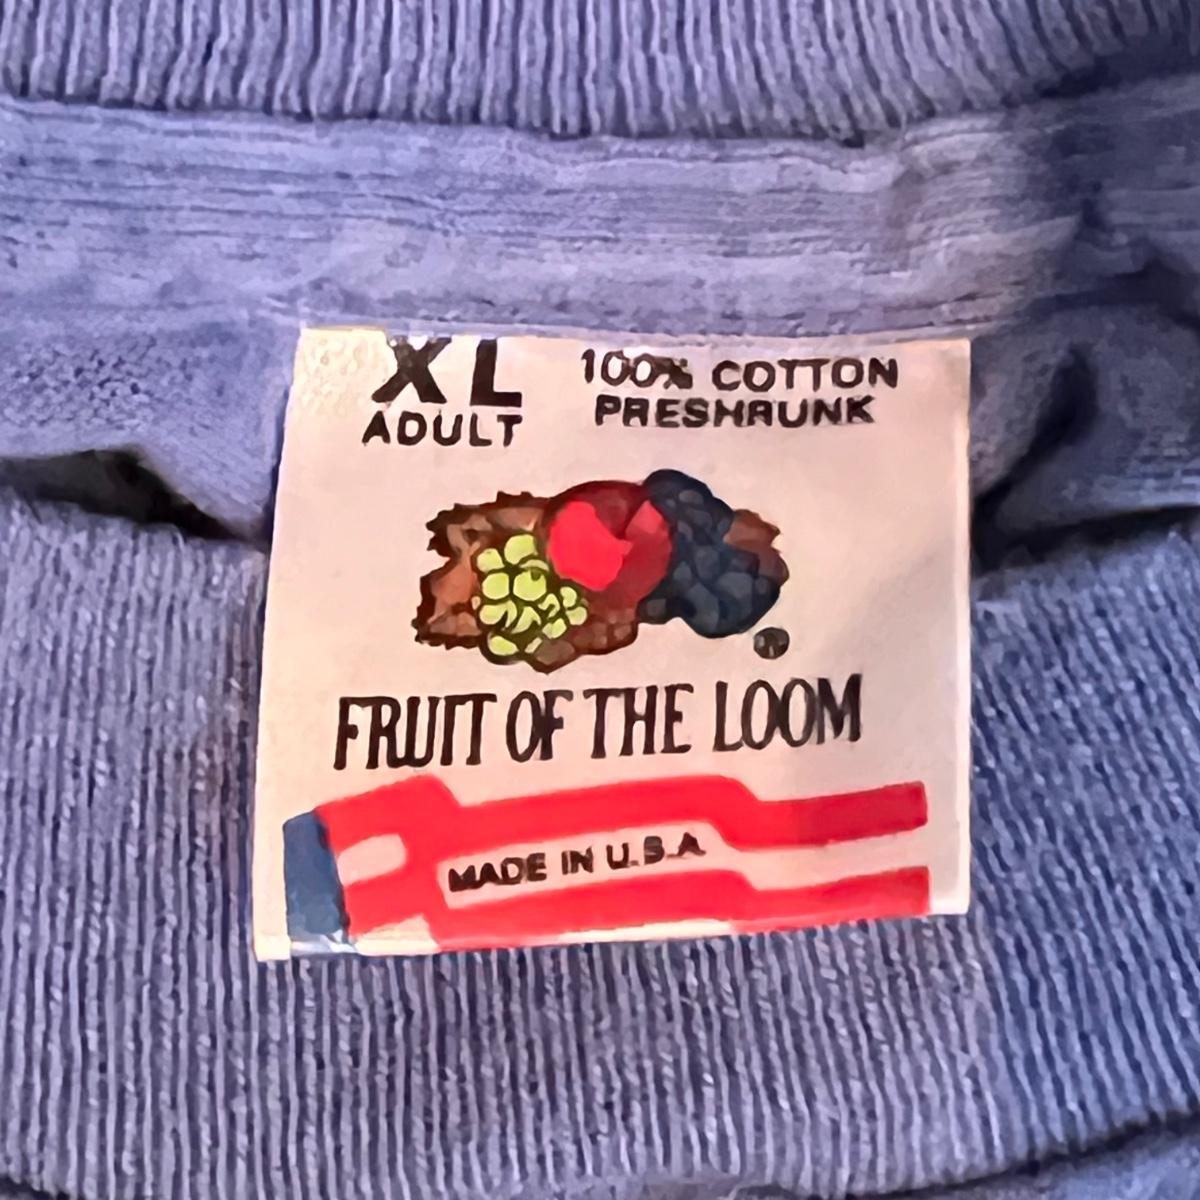 XL
ADULT
100% COTTON
PRESHRUNK
®
FRUIT OF THE LOOM
MADE IN U.S.A